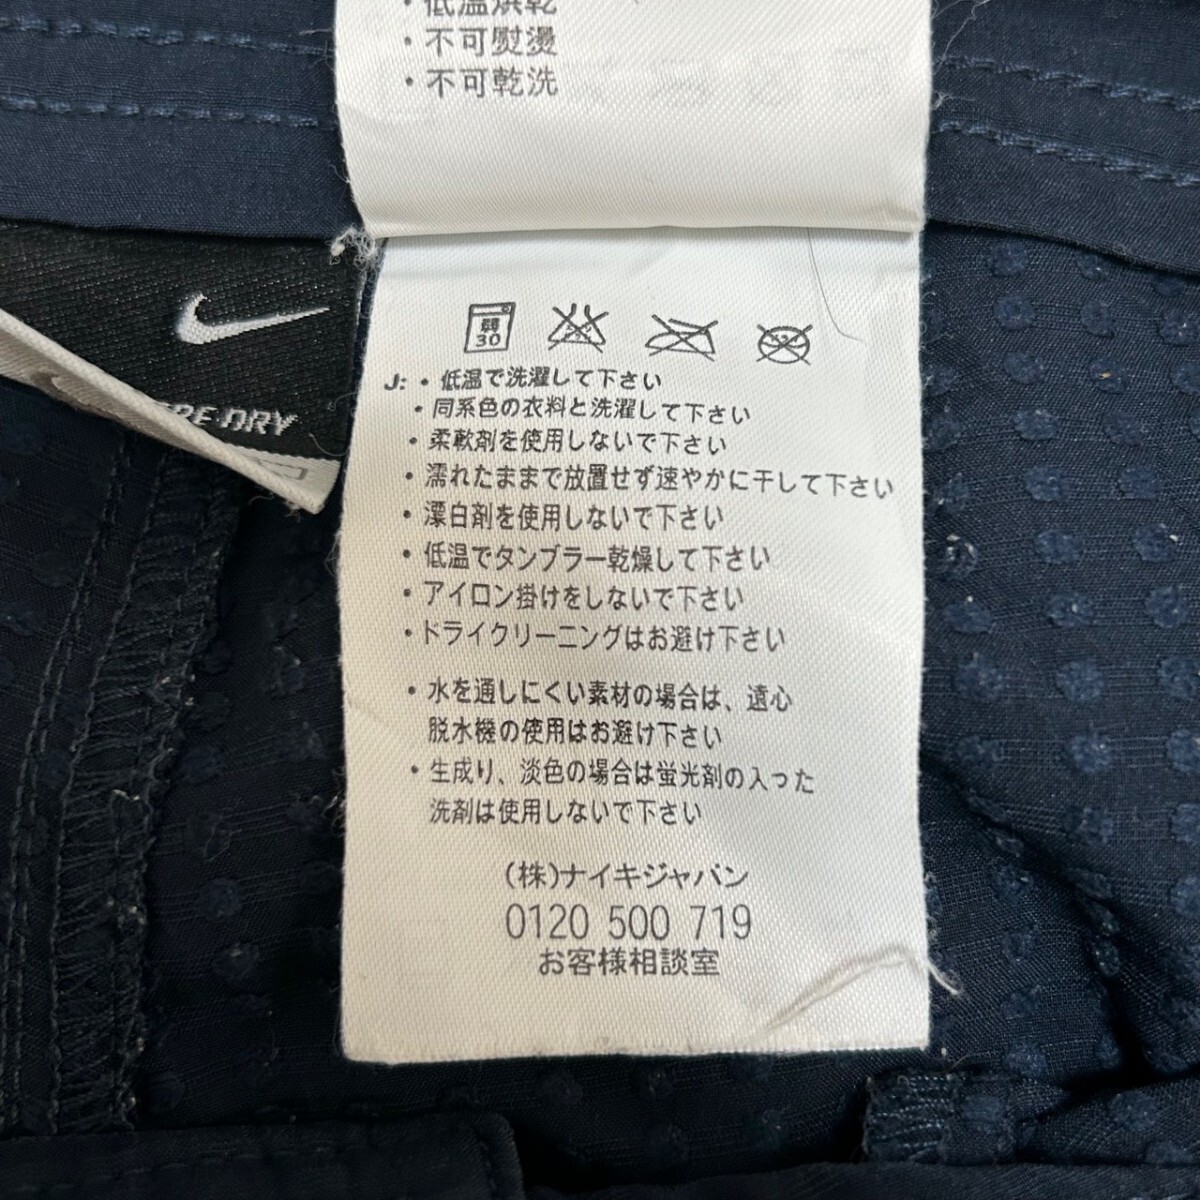 ・低温烘乾
・不可熨燙
・不可乾洗
弱
30
J: ・低温で洗濯して下さい
・同系色の衣料と洗濯して下さい
・柔軟剤を使用しないで下さい
・濡れたままで放置せず速やかに干して下さい
・漂白剤を使用しないで下さい
・低温でタンブラー乾燥して下さい
・アイロン掛けをしないで下さい
・ドライクリーニングはお避け下さい
・水を通しにくい素材の場合は、遠心
脱水機の使用はお避け下さい
・生成り、淡色の場合は蛍光剤の入った
洗剤は使用しないで下さい
(株)ナイキジャパン
0120 500 719
お客様相談室
DRY